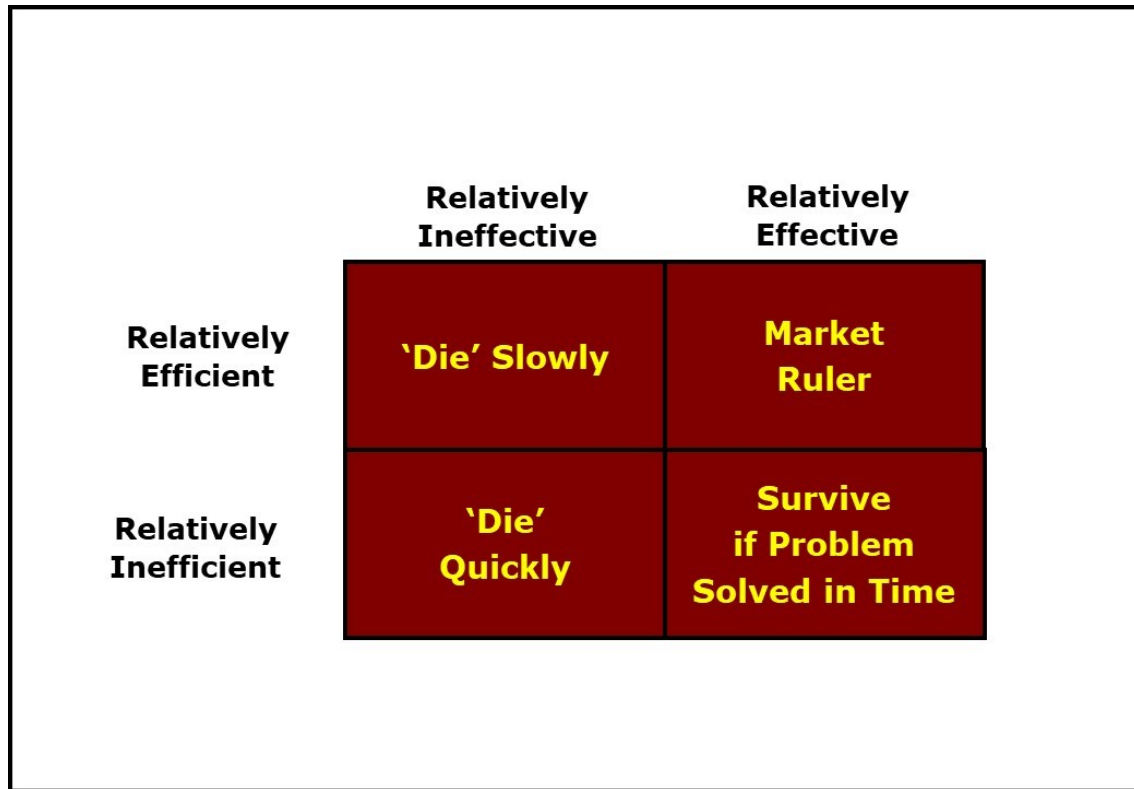 Relatively
Ineffective
Relatively
Effective
Relatively
Efficient
‘Die’ Slowly
Market
Ruler
Relatively
Inefficient
‘Die’
Quickly
Survive
if Problem
Solved in Time